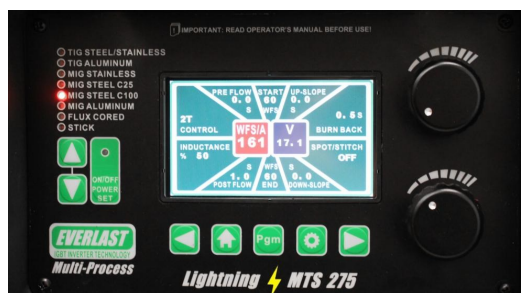 IMPORTANT: READ OPERATOR'S MANUAL BEFORE USE!
TIG STEEL/STAINLESS
TIG ALUMINUM
MIG STAINLESS
MIG STEEL C25
MIG STEEL C100
MIG ALUMINUM
FLUX CORED
STICK
ON/OFF
POWER
SET
PRE FLOW START UP-SLOPE
0.0 60 0.0
S WFS S
2T
CONTROL
0.5 S
BURN BACK
WFS/A
161
V
17.1
INDUCTANCE
% 50
SPOT/STITCH
OFF
S WFS S
1.0 60 0.0
POST FLOW END DOWN-SLOPE
Pgm
EVERLAST
IGBT INVERTER TECHNOLOGY
Multi-Process
Lightning MTS 275